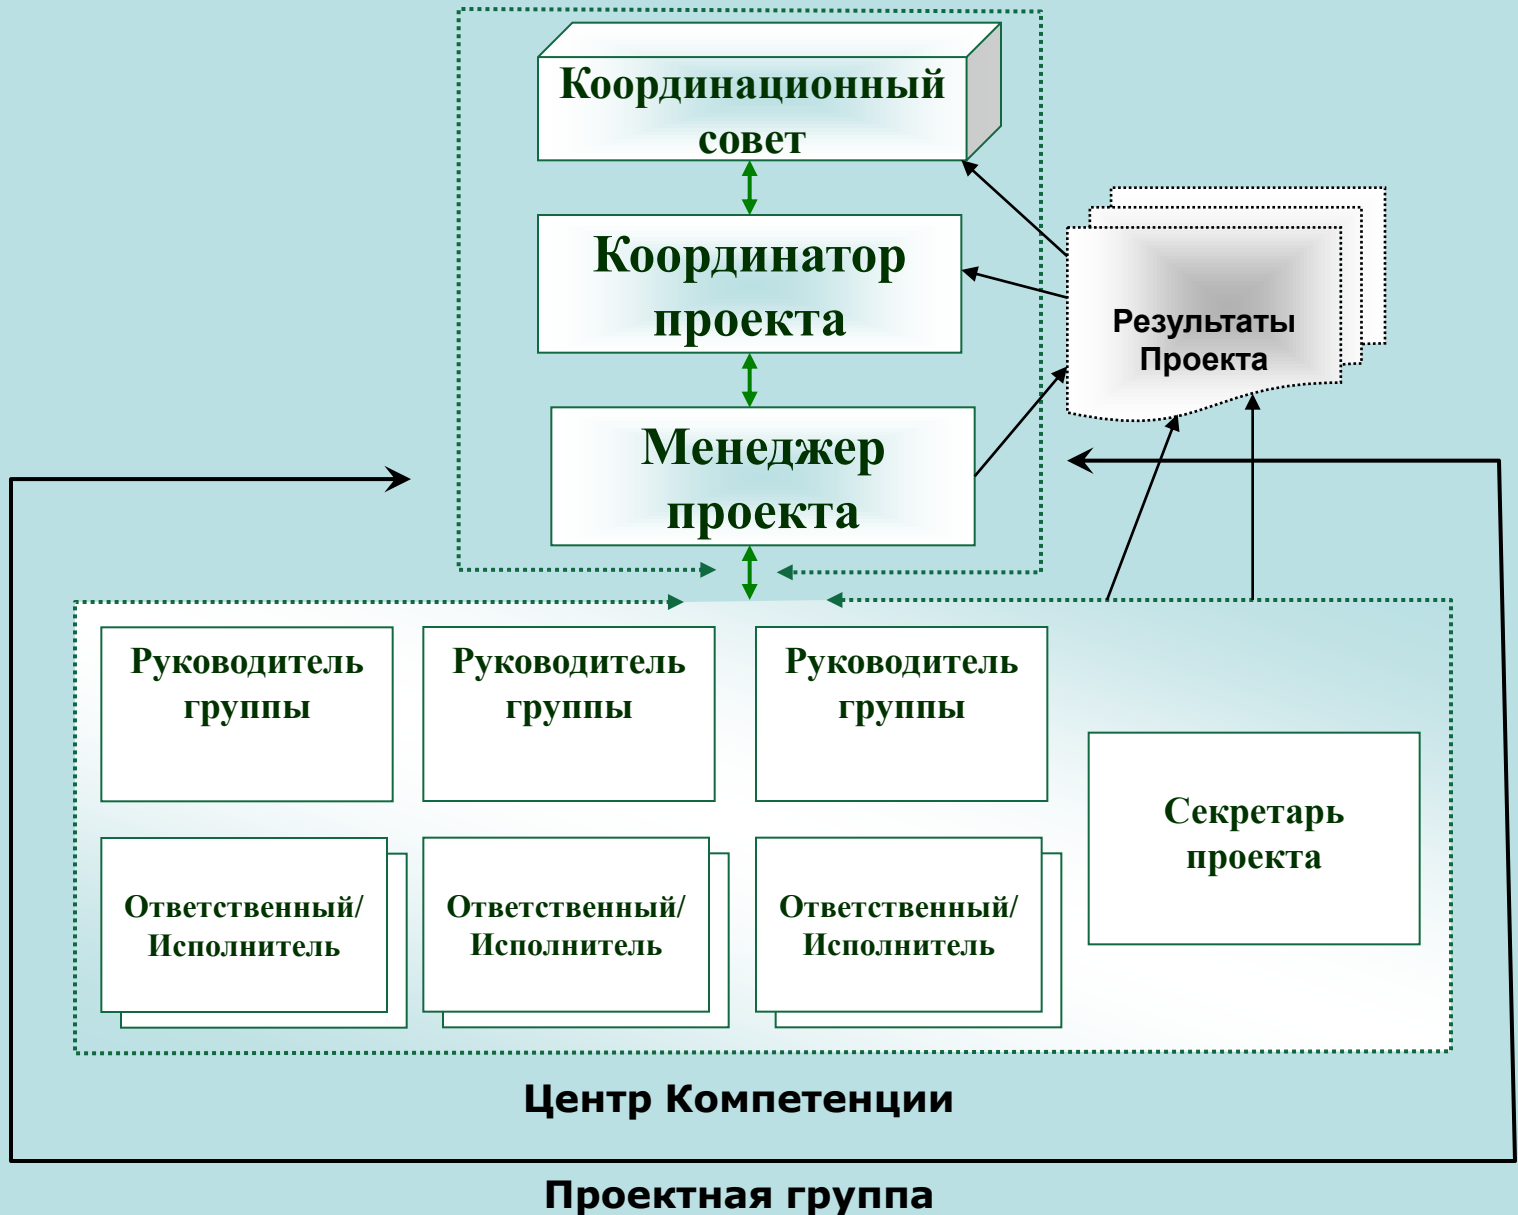 Координационный
совет
Координатор
проекта
Результаты
Проекта
Менеджер
проекта
Руководитель
группы
Руководитель
группы
Руководитель
группы
Секретарь
проекта
Ответственный/
Исполнитель
Ответственный/
Исполнитель
Ответственный/
Исполнитель
Центр Компетенции
Проектная группа